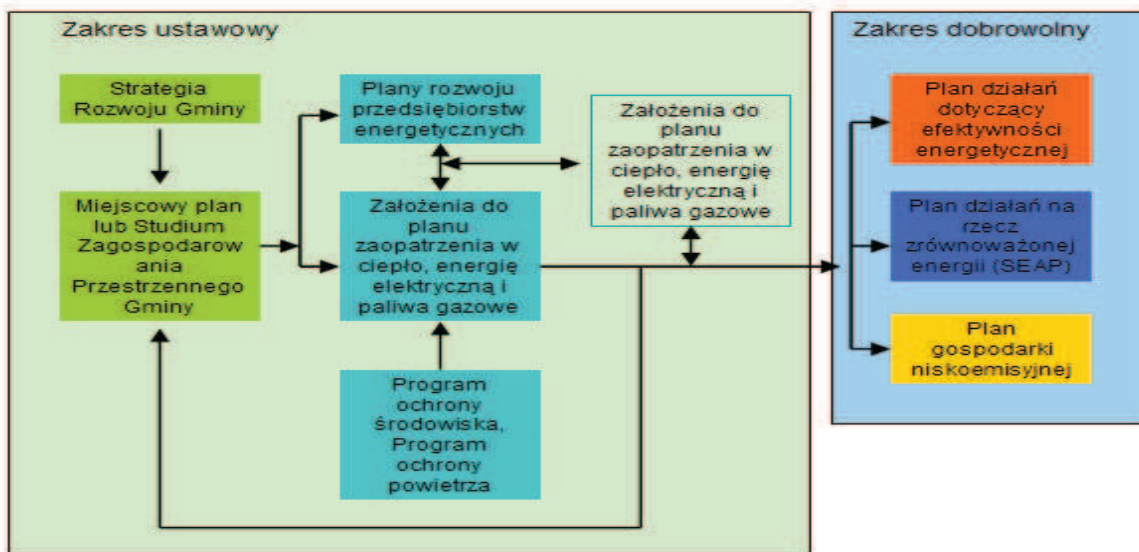 Zakres ustawowy
Strategia
Rozwoju Gminy
Miejscowy plan
lub Studium
Zagospodarow
ania
Przestrzennego
Gminy
Plany rozwoju
przedsiębiorstw
energetycznych
Założenia do
planu
zaopatrzenia w
ciepło, energię
elektryczną i
paliwa gazowe
Program
ochrony
środowiska,
Program
ochrony
powietrza
Założenia do
planu
zaopatrzenia w
ciepło, energię
elektryczną i
paliwa gazowe
Zakres dobrowolny
Plan działań
dotyczący
efektywności
energetycznej
Plan działań na
rzecz
zrównoważonej
energii (SEAP)
Plan
gospodarki
niskoemisyjnej